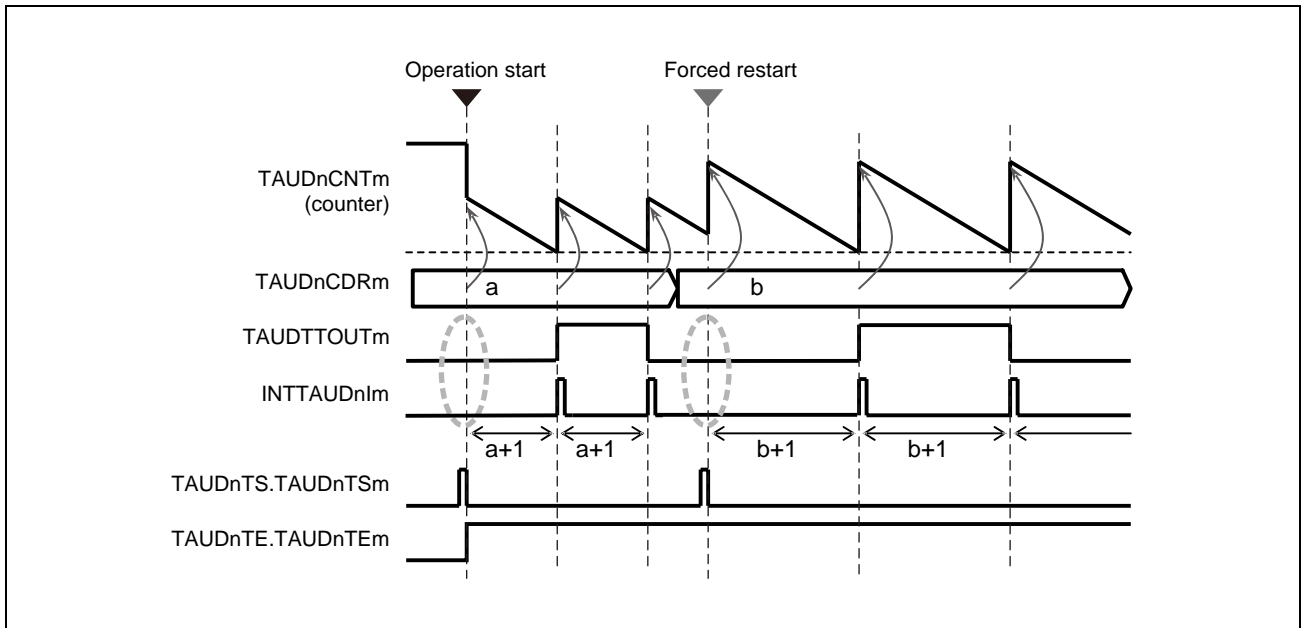 Operation start
Forced restart
TAUDnCNTm
(counter)
TAUDnCDRm
a
b
TAUDTTOUTm
INTTAUDnIm
a+1
a+1
b+1
b+1
TAUDnTS.TAUDnTSm
TAUDnTE.TAUDnTEm